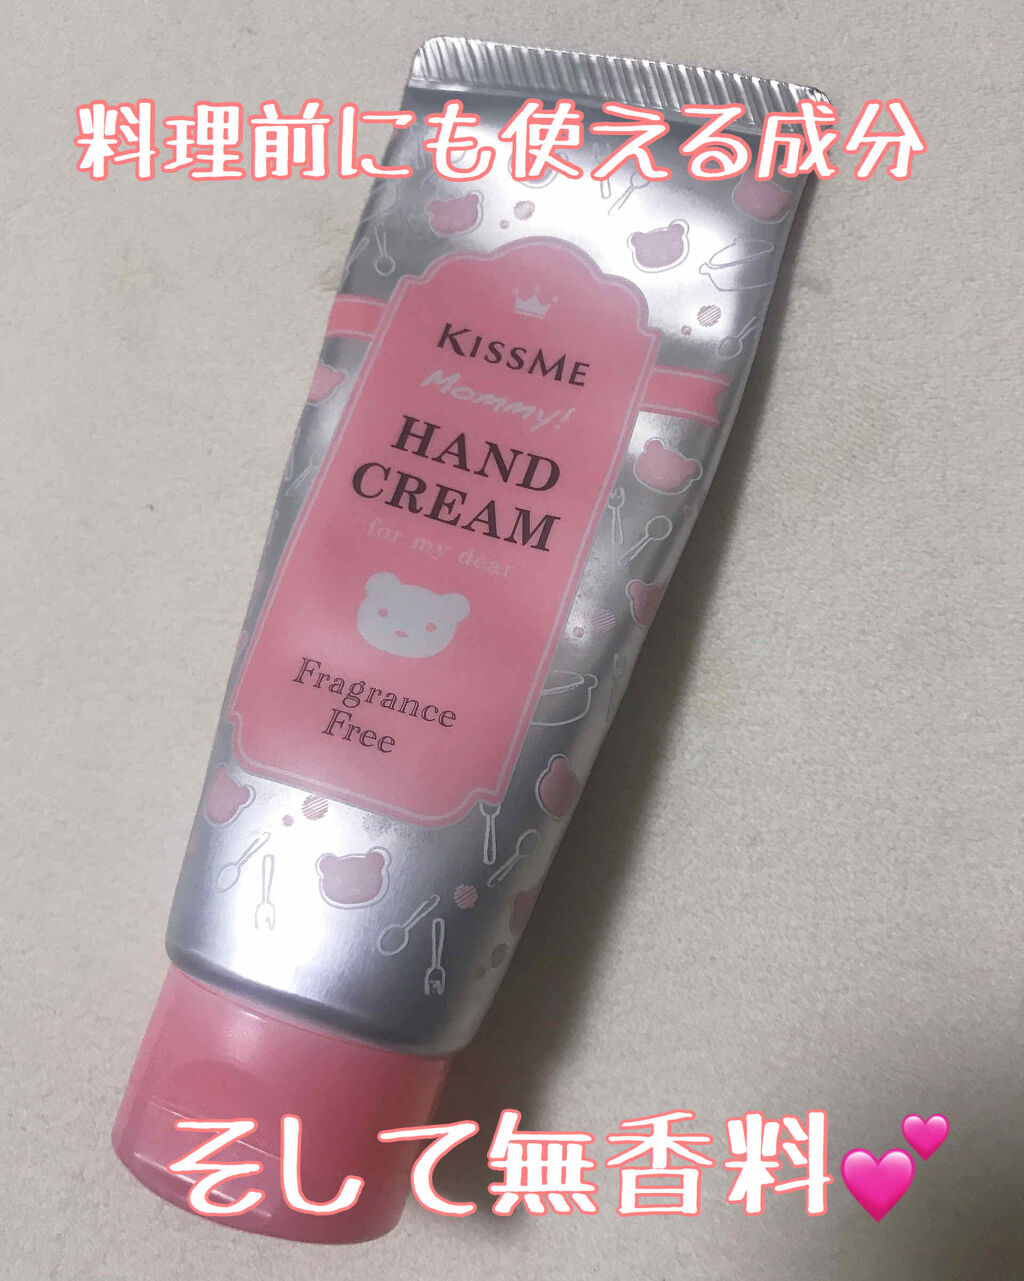 料理前にも使える成分
KISSME
Mommy!
HAND
CREAM
for my dear
Fragrance
Free
そして無香料💕